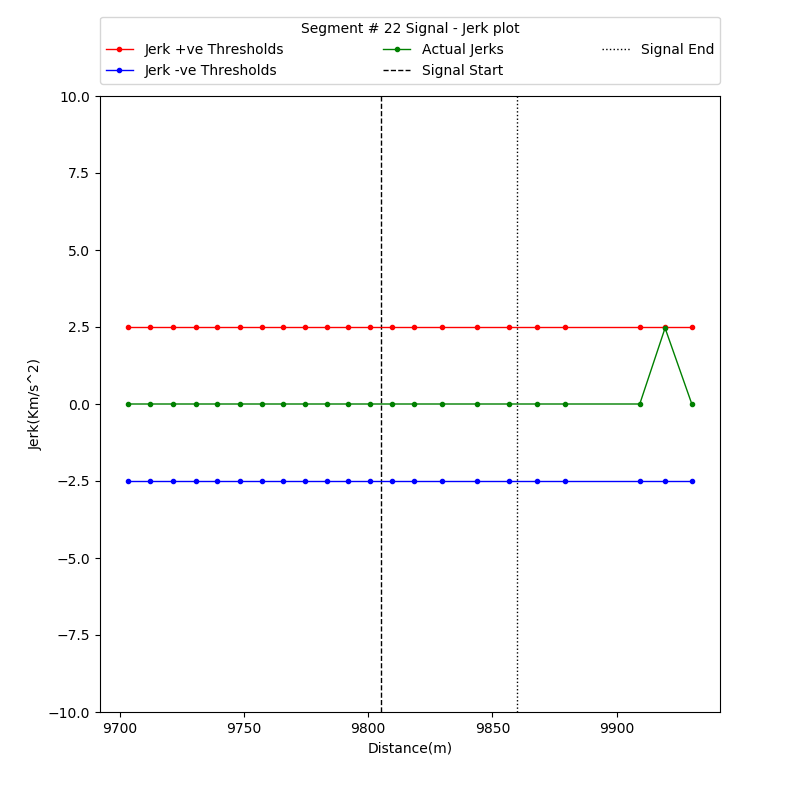 Segment # 22 Signal - Jerk plot
Jerk +ve Thresholds
Jerk -ve Thresholds
Actual Jerks
Signal Start
Signal End
10.0
7.5
5.0
2.5
0.0
−2.5
−5.0
−7.5
−10.0
Jerk(Km/s^2)
9700 9750 9800 9850 9900
Distance(m)